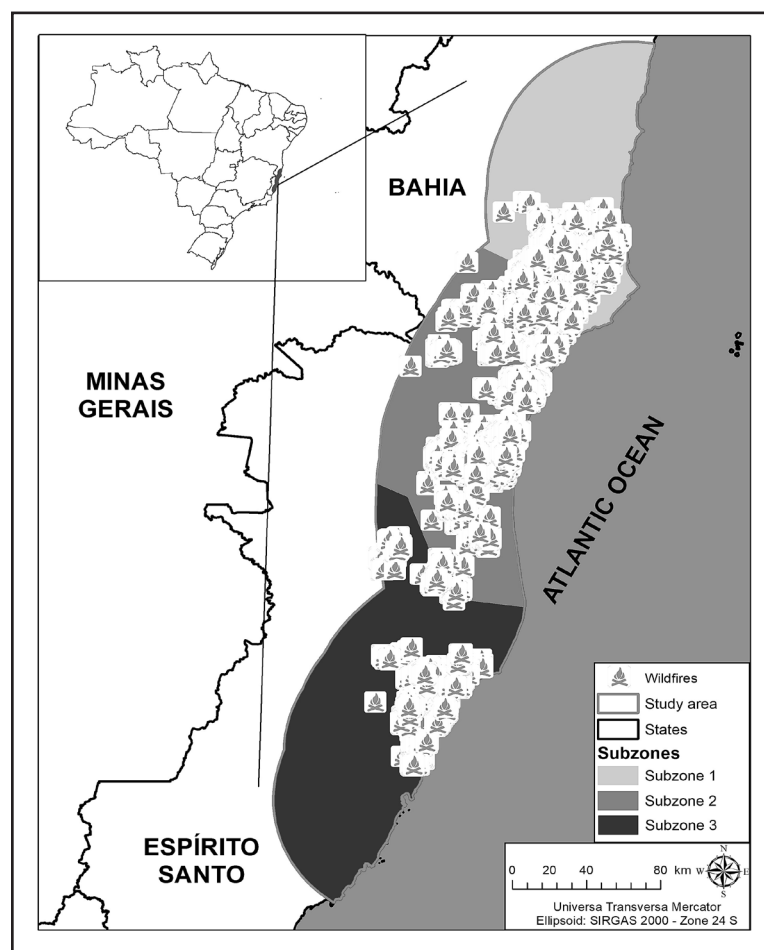 BAHIA
MINAS
GERAIS
ATLANTIC OCEAN
ESPÍRITO
SANTO
Wildfires
Study area
States
Subzones
Subzone 1
Subzone 2
Subzone 3
0 20 40 80 km
N
W E
S
Universa Transversa Mercator
Ellipsoid: SIRGAS 2000 - Zone 24 S